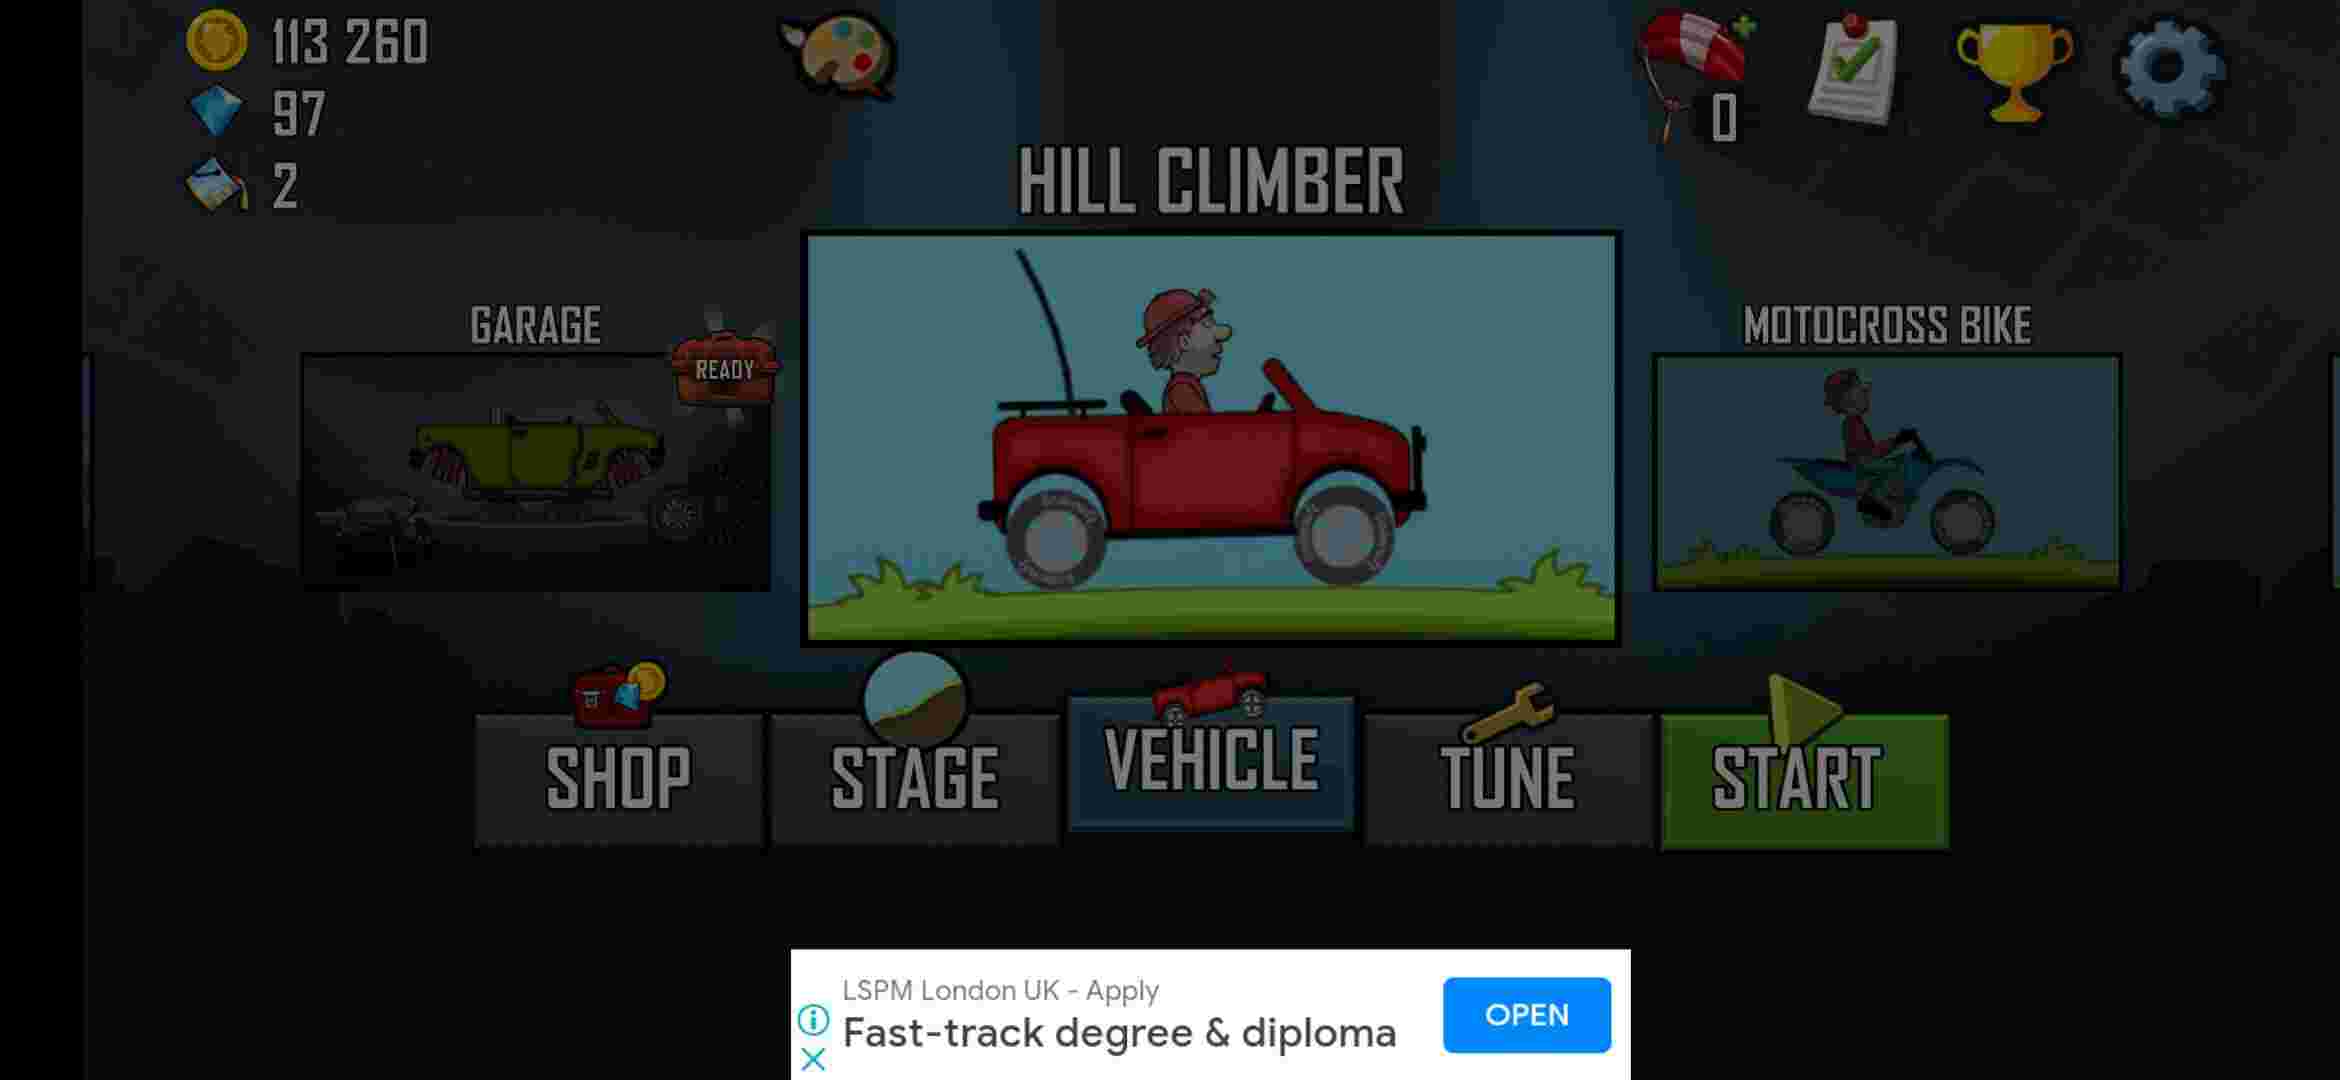 113 260
97
2
0
HILL CLIMBER
GARAGE
READY
MOTOCROSS BIKE
SHOP
STAGE
VEHICLE
TUNE
START
LSPM London UK - Apply
Fast-track degree & diploma
OPEN